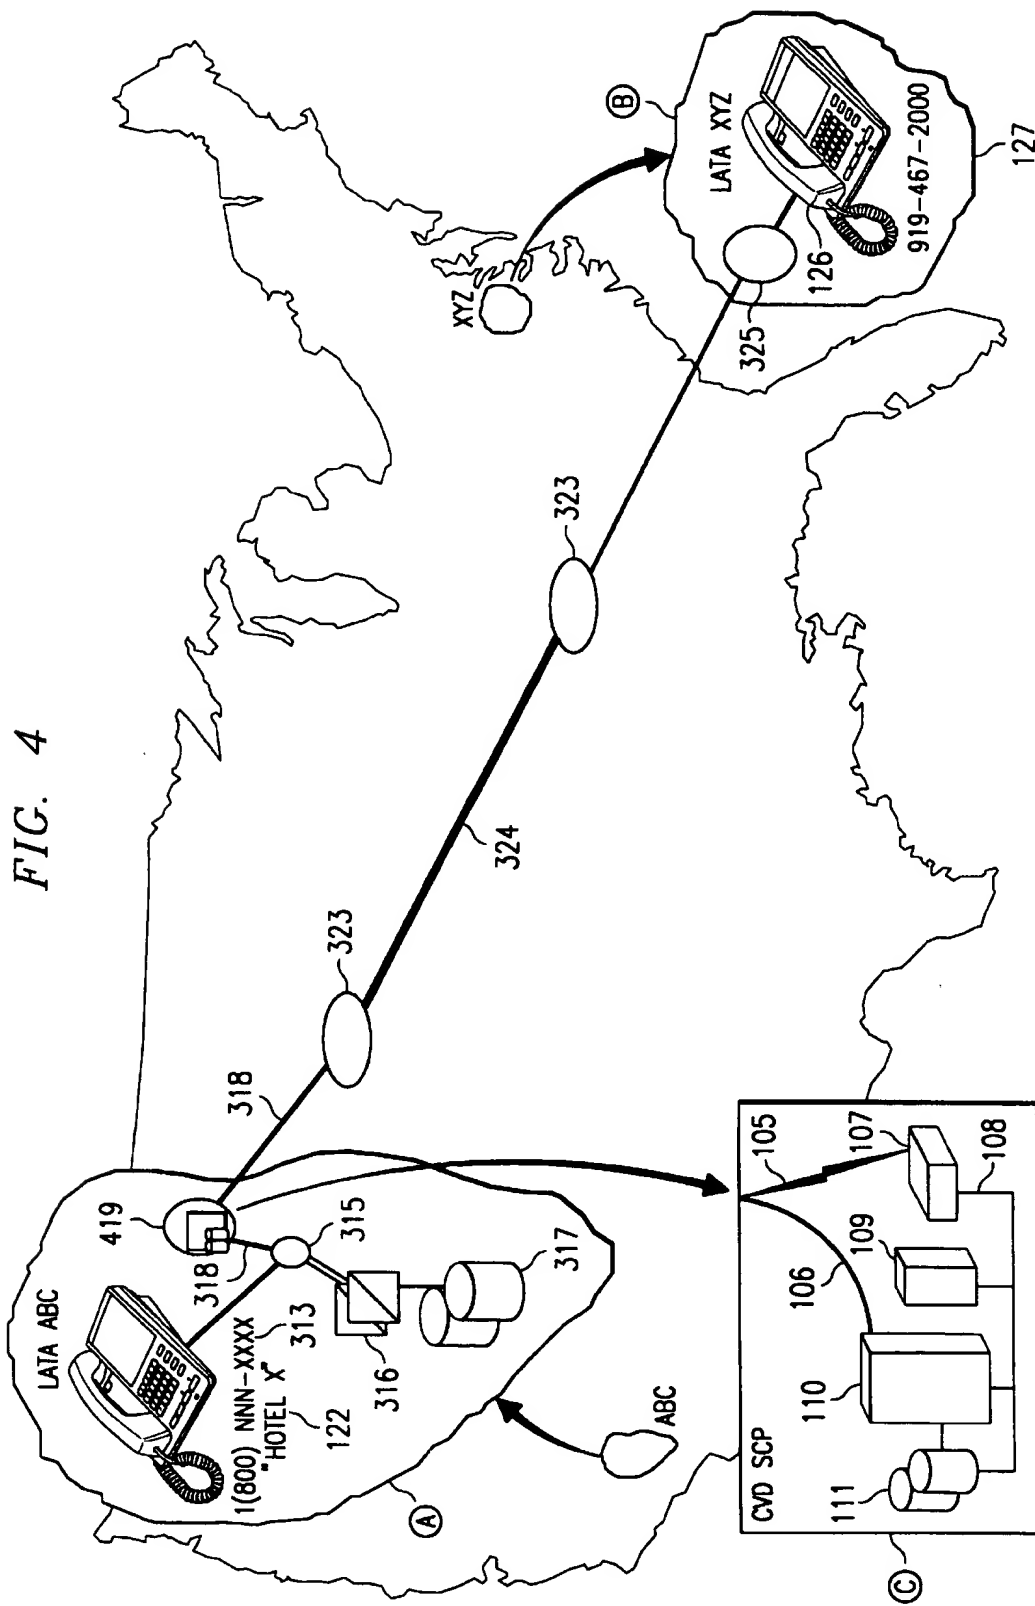 FIG. 4
LATA ABC
1(800) NNN-XXXX
"HOTEL X"
122
313
419
318
315
316
317
318
A
ABC
323
324
323
XYZ
B
LATA XYZ
325
126
919-467-2000
127
CVD SCP
C
105
106
107
108
109
110
111